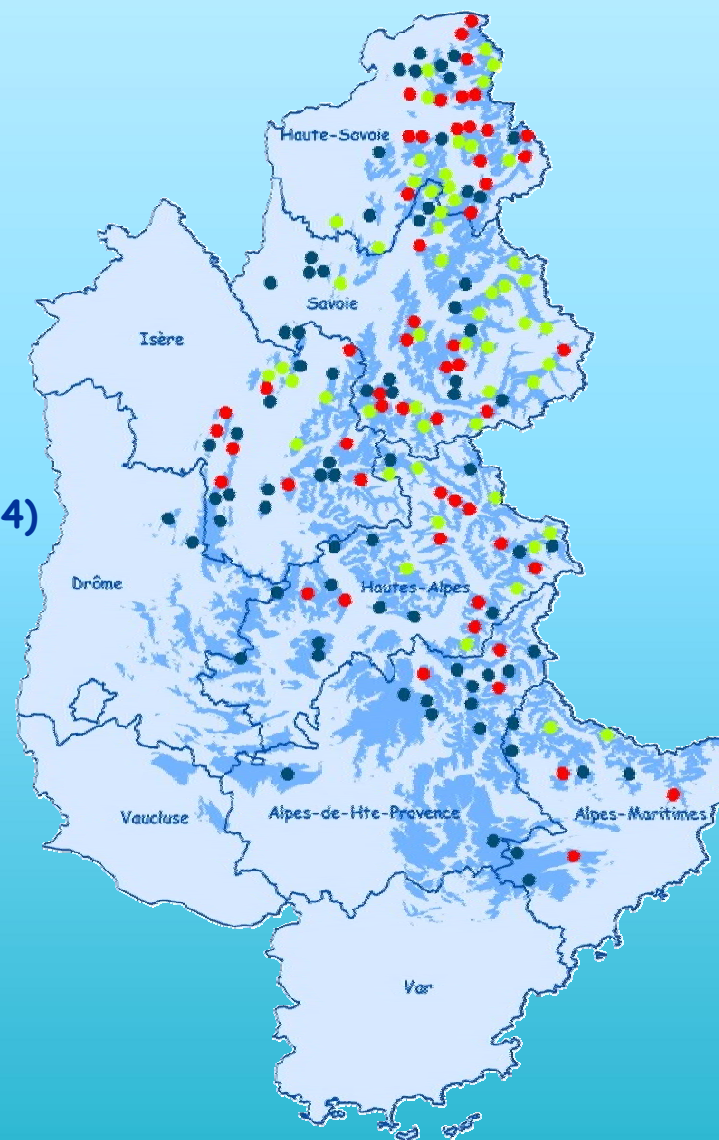 Haute-Savoie
Savoie
Isère
4)
Drôme
Hautes-Alpes
Vaucluse
Alpes-de-Hte-Provence
Alpes-Maritimes
Var